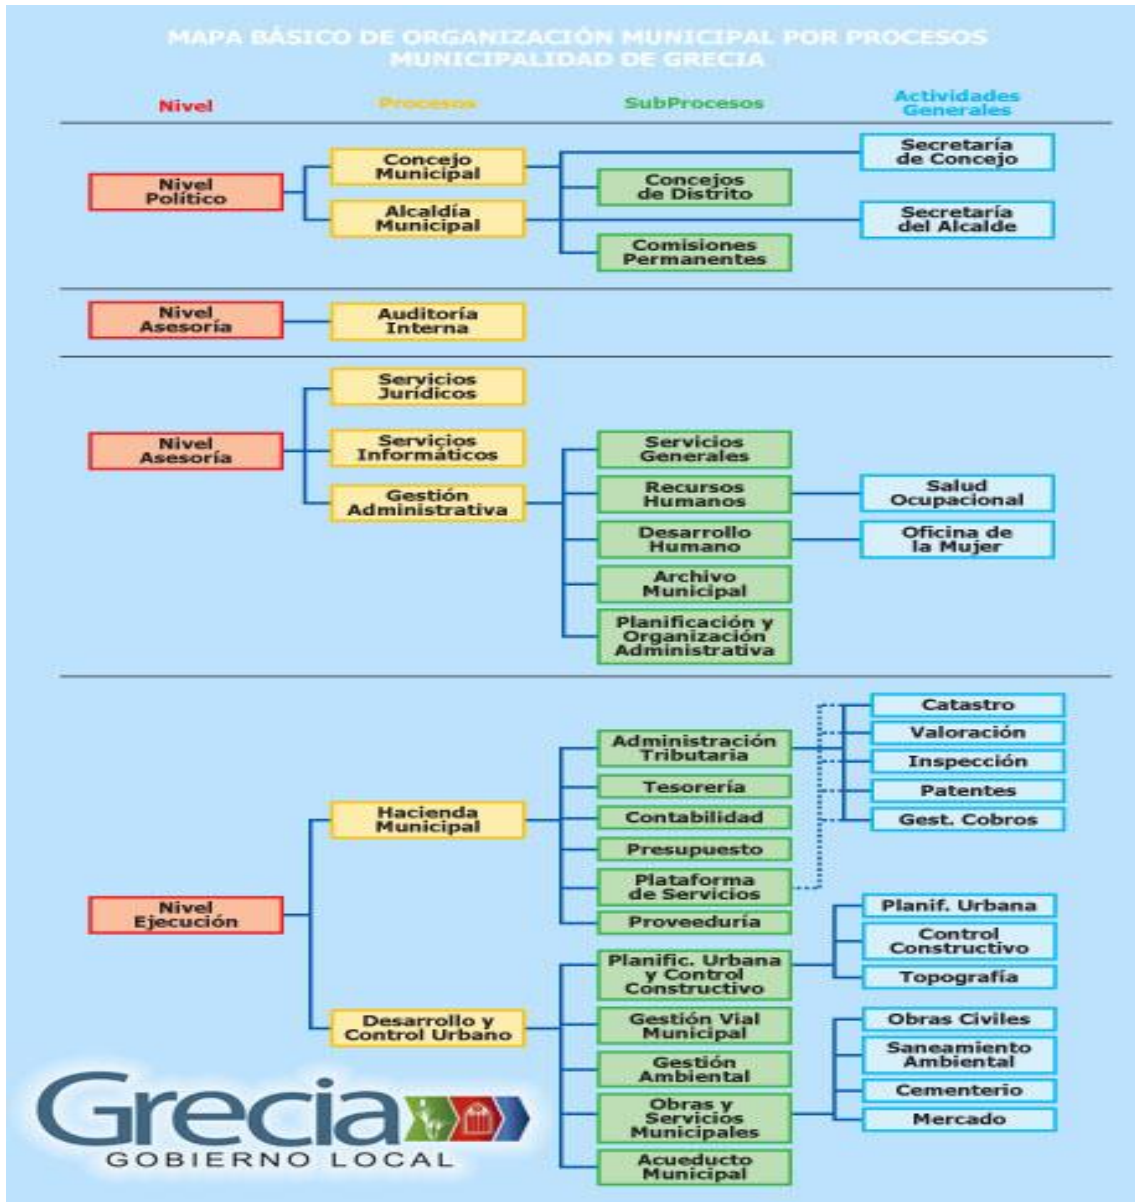 MAPA BÁSICO DE ORGANIZACIÓN MUNICIPAL POR PROCESOS
MUNICIPALIDAD DE GRECIA
Nivel
Procesos
SubProcesos
Actividades
Generales
Nivel
Político
Concejo
Municipal
Alcaldía
Municipal
Concejos
de Distrito
Comisiones
Permanentes
Secretaría
de Concejo
Secretaría
del Alcalde
Nivel
Asesoría
Auditoría
Interna
Nivel
Asesoría
Servicios
Jurídicos
Servicios
Informáticos
Gestión
Administrativa
Servicios
Generales
Recursos
Humanos
Desarrollo
Humano
Archivo
Municipal
Planificación y
Organización
Administrativa
Salud
Ocupacional
Oficina de
la Mujer
Nivel
Ejecución
Hacienda
Municipal
Administración
Tributaria
Tesorería
Contabilidad
Presupuesto
Plataforma
de Servicios
Proveeduría
Catastro
Valoración
Inspección
Patentes
Gest. Cobros
Desarrollo y
Control Urbano
Planific. Urbana
y Control
Constructivo
Gestión Vial
Municipal
Gestión
Ambiental
Obras y
Servicios
Municipales
Acueducto
Municipal
Planif. Urbana
Control
Constructivo
Topografía
Obras Civiles
Saneamiento
Ambiental
Cementerio
Mercado
Grecia
GOBIERNO LOCAL